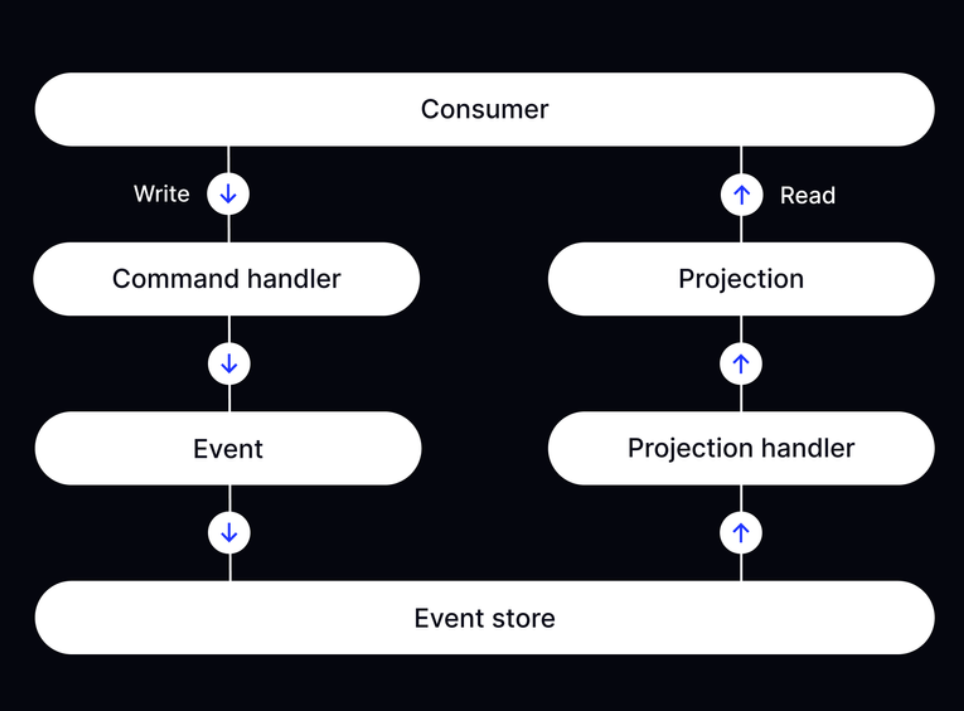 Consumer
Write
Read
Command handler
Projection
Event
Projection handler
Event store